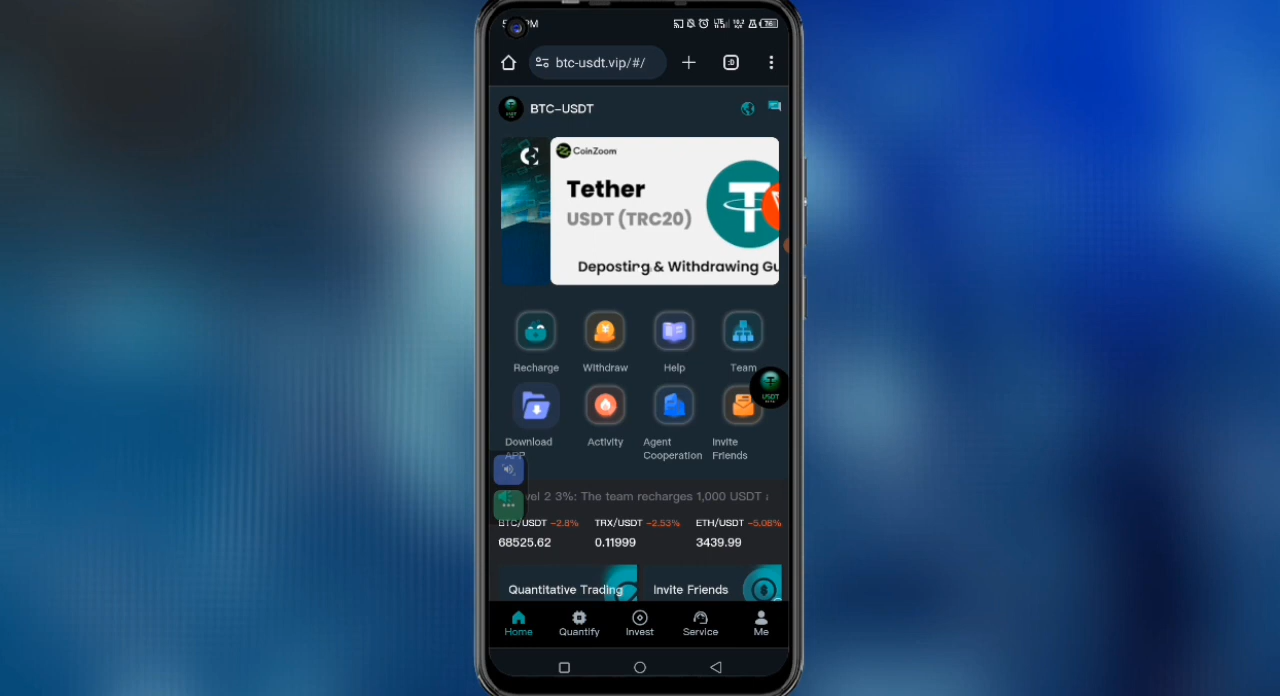 btc-usdt.vip/#/
BTC-USDT
CoinZoom
Tether
USDT (TRC20)
Deposting & Withdrawing Gu
Recharge
Withdraw
Help
Team
USDT
Download
APP
Activity
Agent
Cooperation
Invite
Friends
vel 2 3%: The team recharges 1,000 USDT
BTC/USDT -2.8%
TRX/USDT -2.53%
ETH/USDT -5.08%
68525.62
0.11999
3439.99
Quantitative Trading
Invite Friends
Home
Quantify
Invest
Service
Me